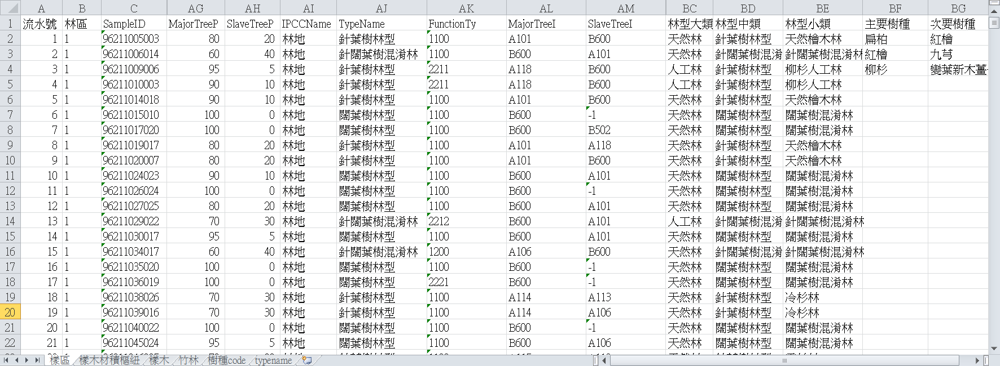 A B C AG AH AI AJ AK AL AM BC BD BE BF BG
1 流水號 林區 SampleID MajorTreeP SlaveTreeP IPCCName TypeName FunctionTy MajorTreeI SlaveTreeI 林型大類 林型中類 林型小類 主要樹種 次要樹種
2 1 1 96211005003 80 20 林地 針葉樹林型 1100 A101 B600 天然林 針葉樹林型 天然檜木林 扁柏 紅檜
3 2 1 96211006014 60 40 林地 針闊葉樹混淆林 1100 B600 A101 天然林 針闊葉樹混淆 針闊葉樹混淆林 紅檜 九芎
4 3 1 96211009006 95 5 林地 針葉樹林型 2211 A118 B600 人工林 針葉樹林型 柳杉人工林 柳杉 變葉新木薑
5 4 1 96211010003 90 10 林地 針葉樹林型 2211 A118 B600 人工林 針葉樹林型 柳杉人工林
6 5 1 96211014018 90 10 林地 針葉樹林型 1100 A101 B600 天然林 針葉樹林型 天然檜木林
7 6 1 96211015010 100 0 林地 闊葉樹林型 1100 B600 -1 天然林 闊葉樹林型 闊葉樹混淆林
8 7 1 96211017020 100 0 林地 闊葉樹林型 1100 B600 B502 天然林 闊葉樹林型 闊葉樹混淆林
9 8 1 96211019017 80 20 林地 針葉樹林型 1100 A101 A118 天然林 針葉樹林型 天然檜木林
10 9 1 96211020007 80 20 林地 針葉樹林型 1100 A101 B600 天然林 針葉樹林型 天然檜木林
11 10 1 96211024023 90 10 林地 闊葉樹林型 1100 B600 A101 天然林 闊葉樹林型 闊葉樹混淆林
12 11 1 96211026024 100 0 林地 闊葉樹林型 1100 B600 -1 天然林 闊葉樹林型 闊葉樹混淆林
13 12 1 96211027025 80 20 林地 闊葉樹林型 1100 B600 A101 天然林 闊葉樹林型 闊葉樹混淆林
14 13 1 96211029022 70 30 林地 針闊葉樹混淆林 2212 B600 A101 人工林 針闊葉樹混淆 針闊葉樹混淆林
15 14 1 96211030017 95 5 林地 闊葉樹林型 1100 B600 A101 天然林 闊葉樹林型 闊葉樹混淆林
16 15 1 96211034017 60 40 林地 針闊葉樹混淆林 1200 A106 B600 天然林 針闊葉樹混淆 針闊葉樹混淆林
17 16 1 96211035020 100 0 林地 闊葉樹林型 1100 B600 -1 天然林 闊葉樹林型 闊葉樹混淆林
18 17 1 96211036019 100 0 林地 闊葉樹林型 2221 B600 -1 天然林 闊葉樹林型 闊葉樹混淆林
19 18 1 96211038026 70 30 林地 針葉樹林型 1100 A114 A113 天然林 針葉樹林型 冷杉林
20 19 1 96211039016 70 30 林地 針葉樹林型 1100 A114 A106 天然林 針葉樹林型 冷杉林
21 20 1 96211040022 100 0 林地 闊葉樹林型 1100 B600 -1 天然林 闊葉樹林型 闊葉樹混淆林
22 21 1 96211045024 95 5 林地 闊葉樹林型 1100 B600 A106 天然林 闊葉樹林型 闊葉樹混淆林
樣區 樣木材積樞紐 樣木 竹林 樹種code typename